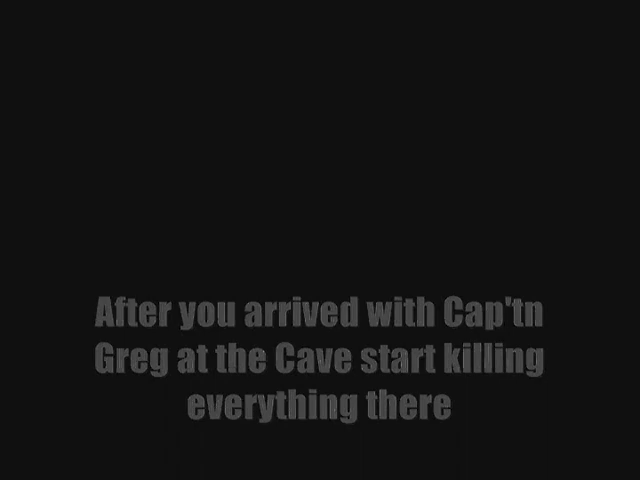 After you arrived with Cap'tn
Greg at the Cave start killing
everything there